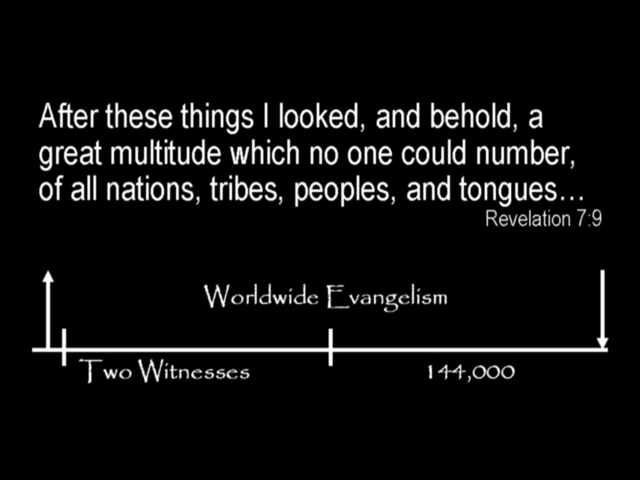 After these things I looked, and behold, a
great multitude which no one could number,
of all nations, tribes, peoples, and tongues...
Revelation 7:9
Worldwide Evangelism
Two Witnesses
144,000